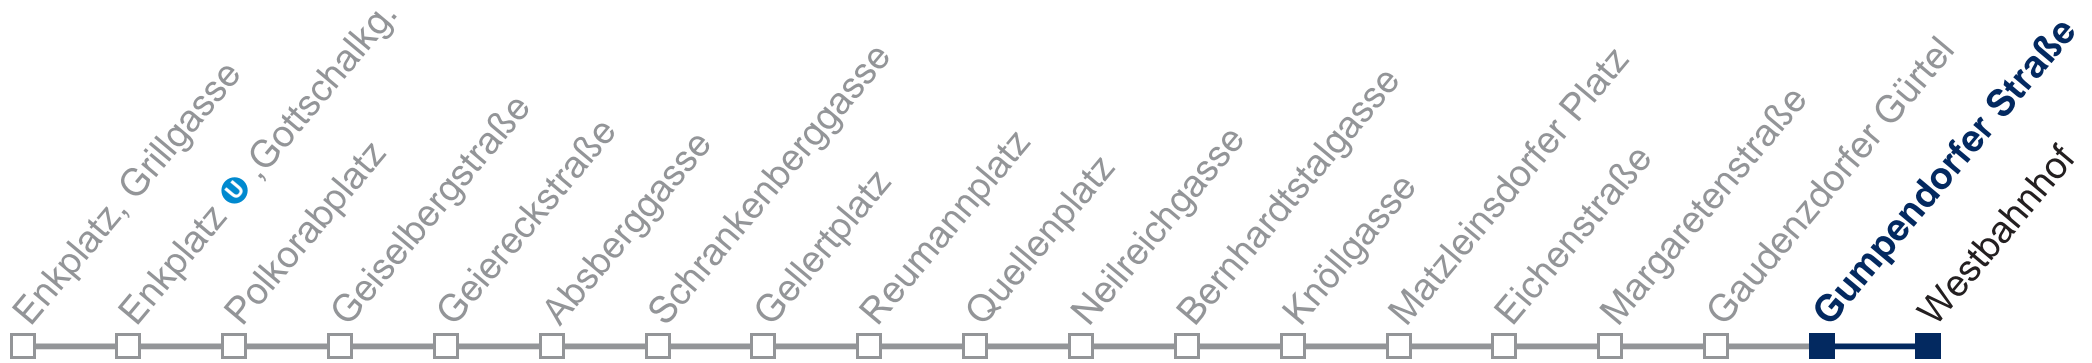 Enkplatz, Grillgasse
Enkplatz U , Gottschalkg.
Polkorabplatz
Geiselbergstraße
Geiereckstraße
Absberggasse
Schrankenberggasse
Gellertplatz
Reumannplatz
Quellenplatz
Neilreichgasse
Bernhardtstalgasse
Knöllgasse
Matzleinsdorfer Platz
Eichenstraße
Margaretenstraße
Gaudenzdorfer Gürtel
Gumpendorfer Straße
Westbahnhof